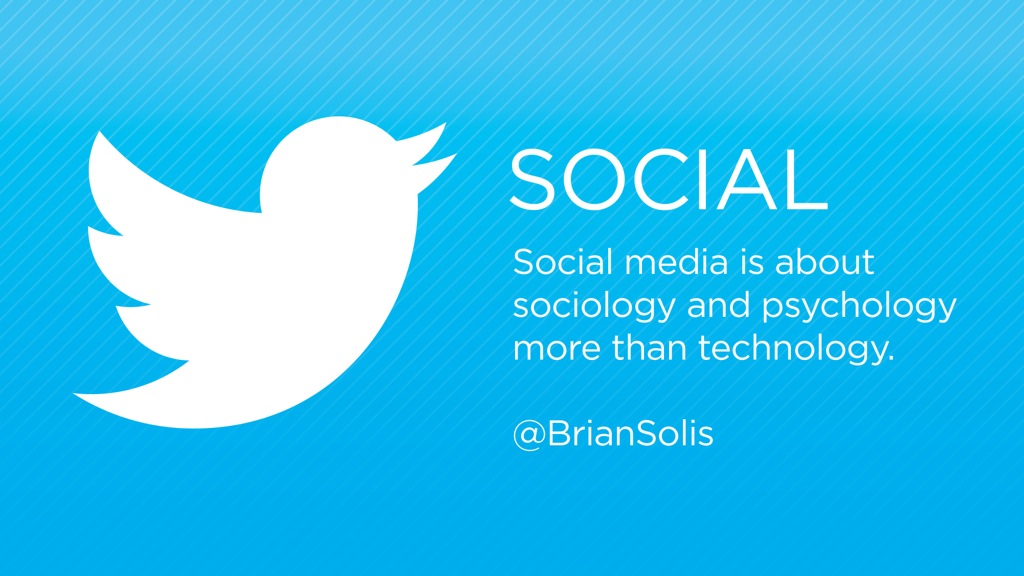 SOCIAL
Social media is about
sociology and psychology
more than technology.
@BrianSolis